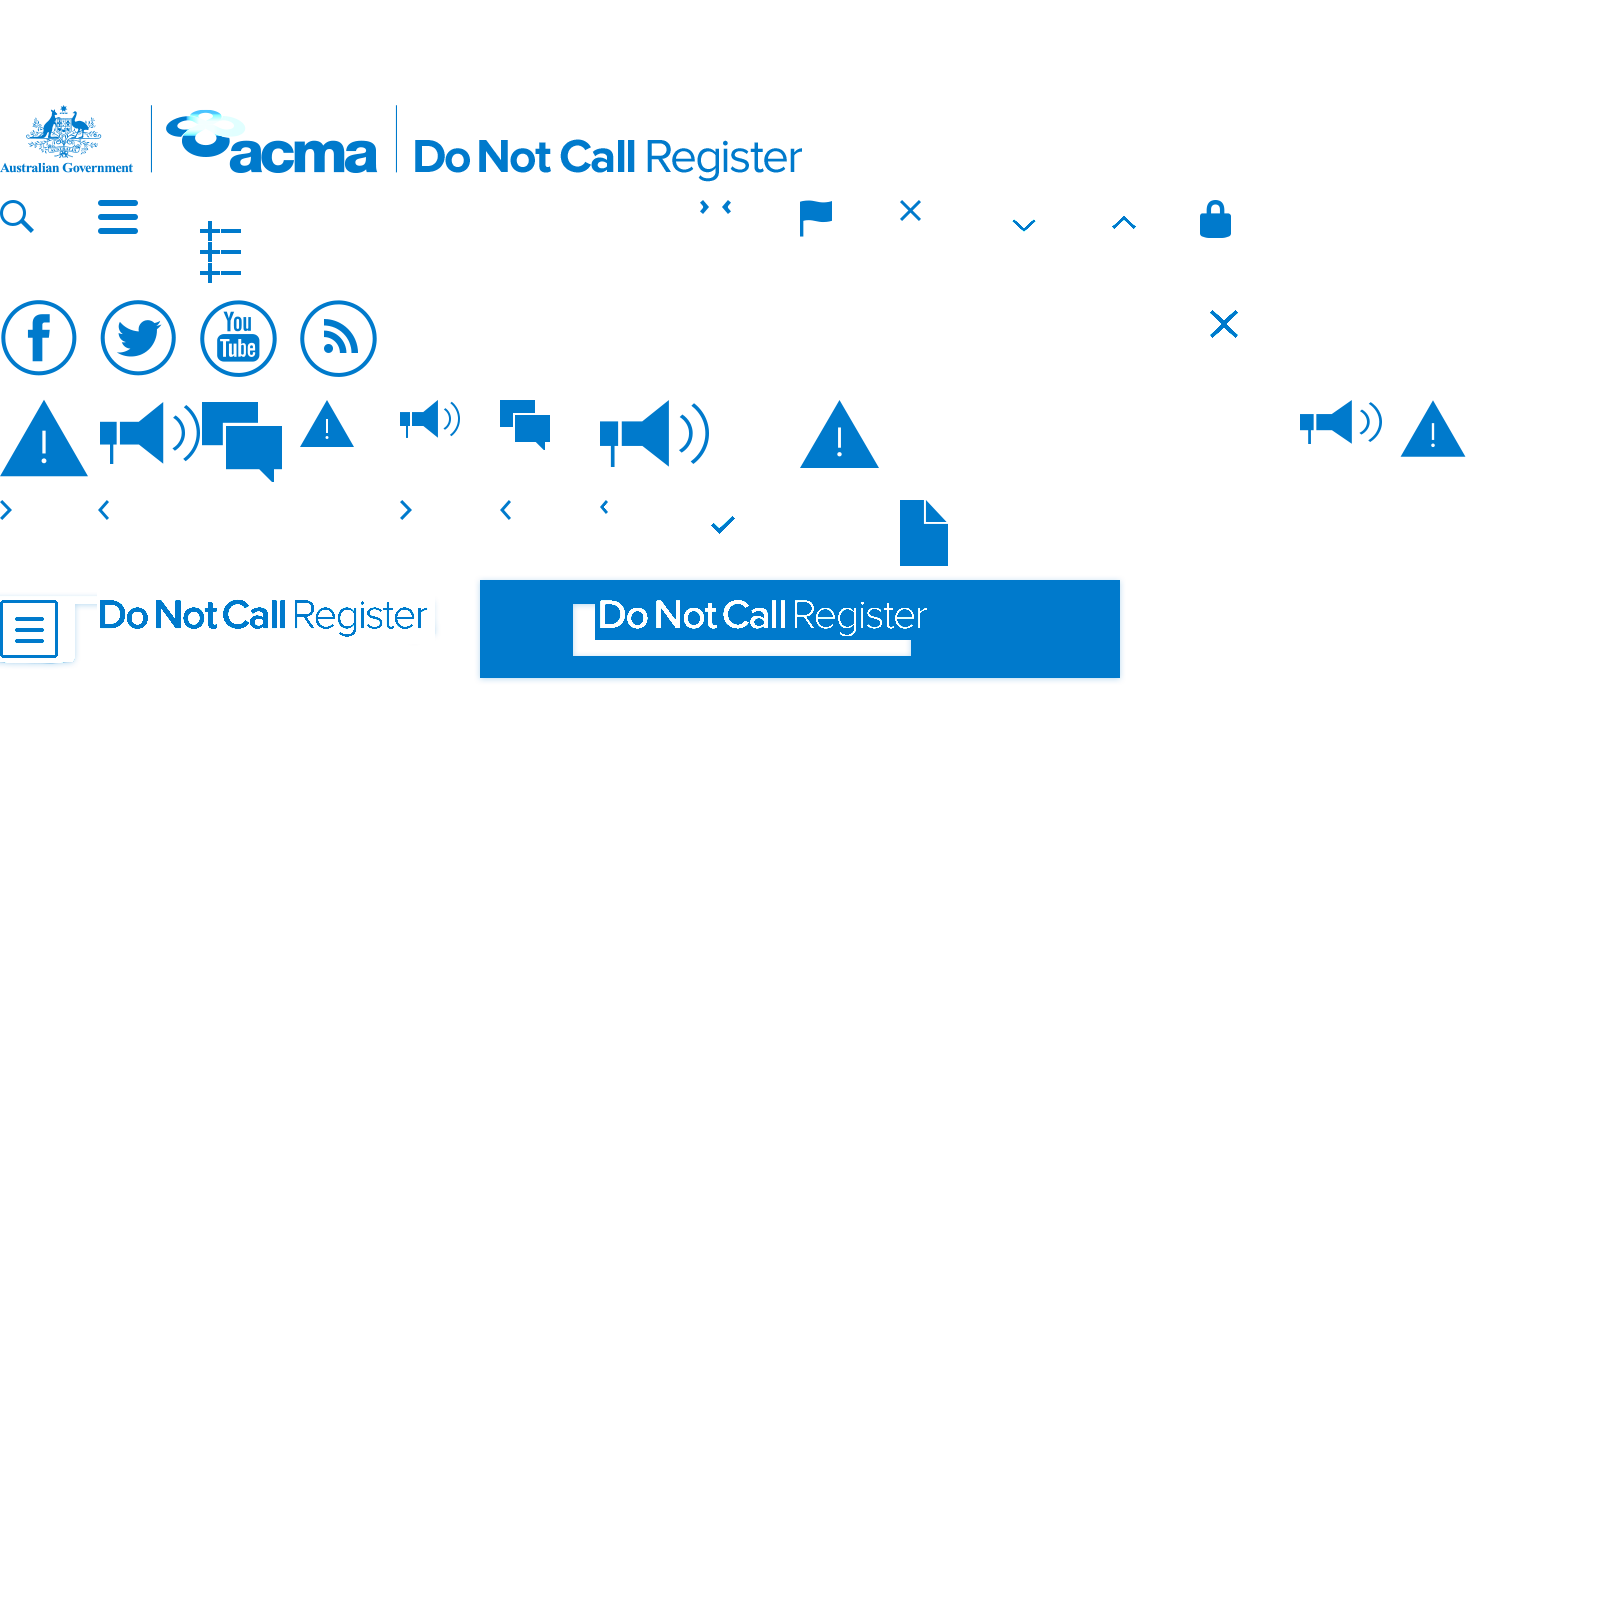 Australian Government
acma
Do Not Call Register
You
Tube
Do Not Call Register
Do Not Call Register